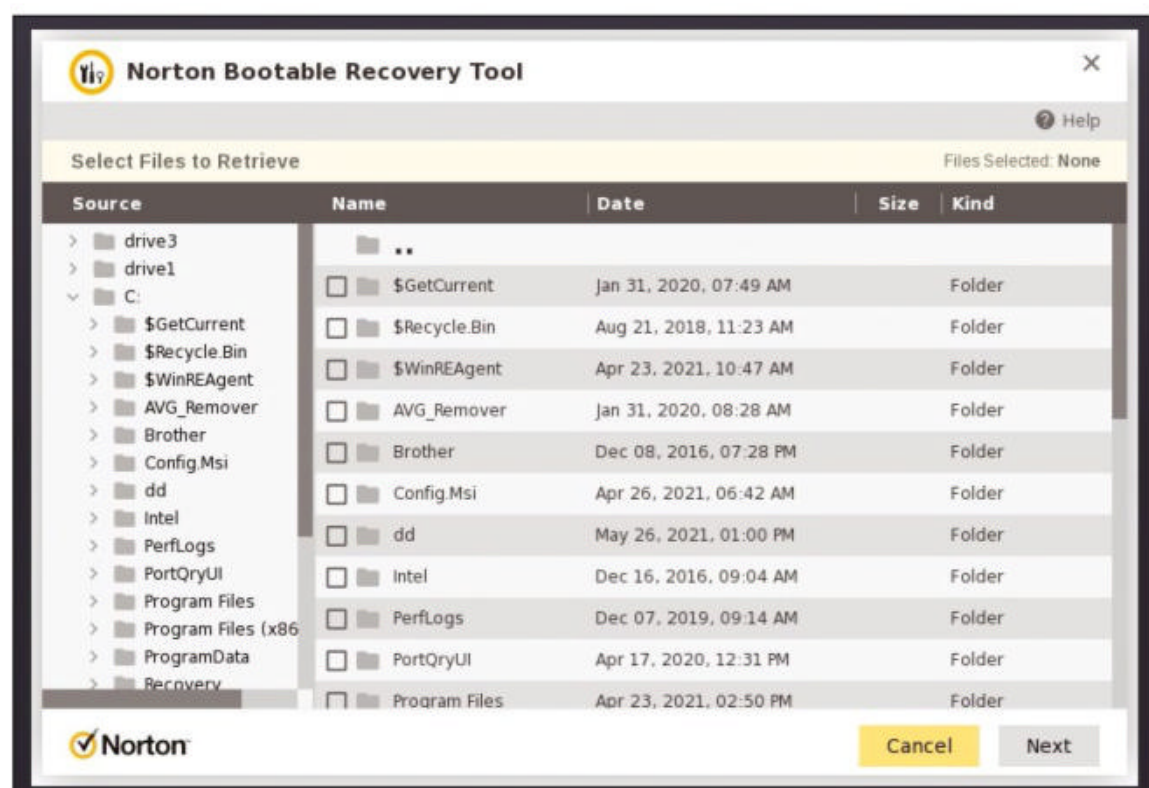 Norton Bootable Recovery Tool
Help
Select Files to Retrieve
Files Selected: None
Source
Name
Date
Size
Kind
drive3
drive1
C:
$GetCurrent
$Recycle.Bin
$WinREAgent
AVG_Remover
Brother
Config.Msi
dd
Intel
PerfLogs
PortQryUI
Program Files
Program Files (x86
ProgramData
Recovery
..
$GetCurrent Jan 31, 2020, 07:49 AM Folder
$Recycle.Bin Aug 21, 2018, 11:23 AM Folder
$WinREAgent Apr 23, 2021, 10:47 AM Folder
AVG_Remover Jan 31, 2020, 08:28 AM Folder
Brother Dec 08, 2016, 07:28 PM Folder
Config.Msi Apr 26, 2021, 06:42 AM Folder
dd May 26, 2021, 01:00 PM Folder
Intel Dec 16, 2016, 09:04 AM Folder
PerfLogs Dec 07, 2019, 09:14 AM Folder
PortQryUI Apr 17, 2020, 12:31 PM Folder
Program Files Apr 23, 2021, 02:50 PM Folder
Norton
Cancel
Next